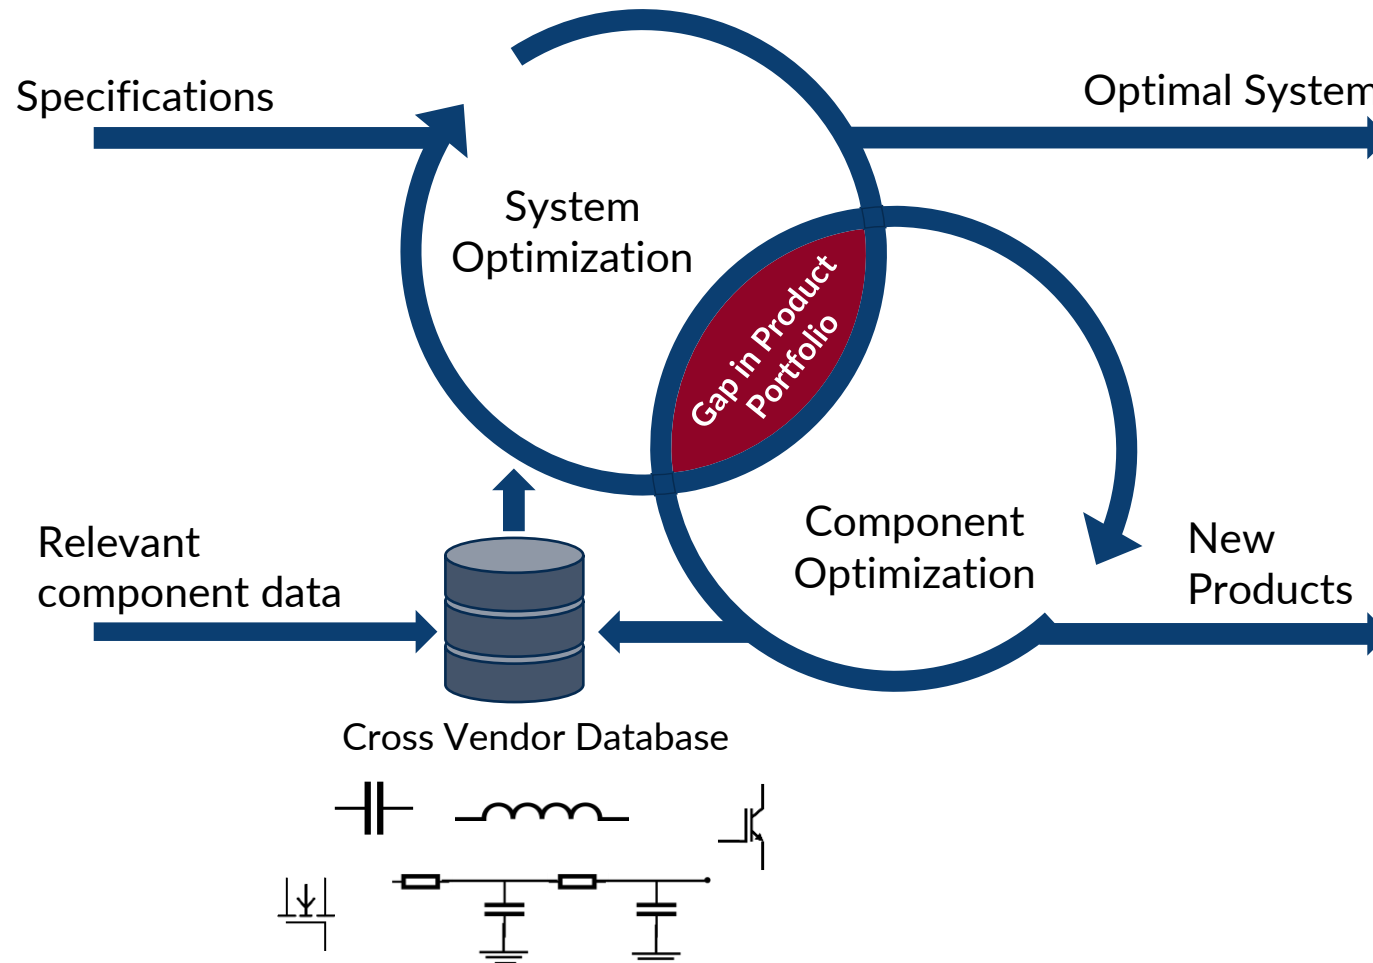 Specifications
Optimal System
System
Optimization
Gap in Product
Portfolio
Component
Optimization
Relevant
component data
New
Products
Cross Vendor Database